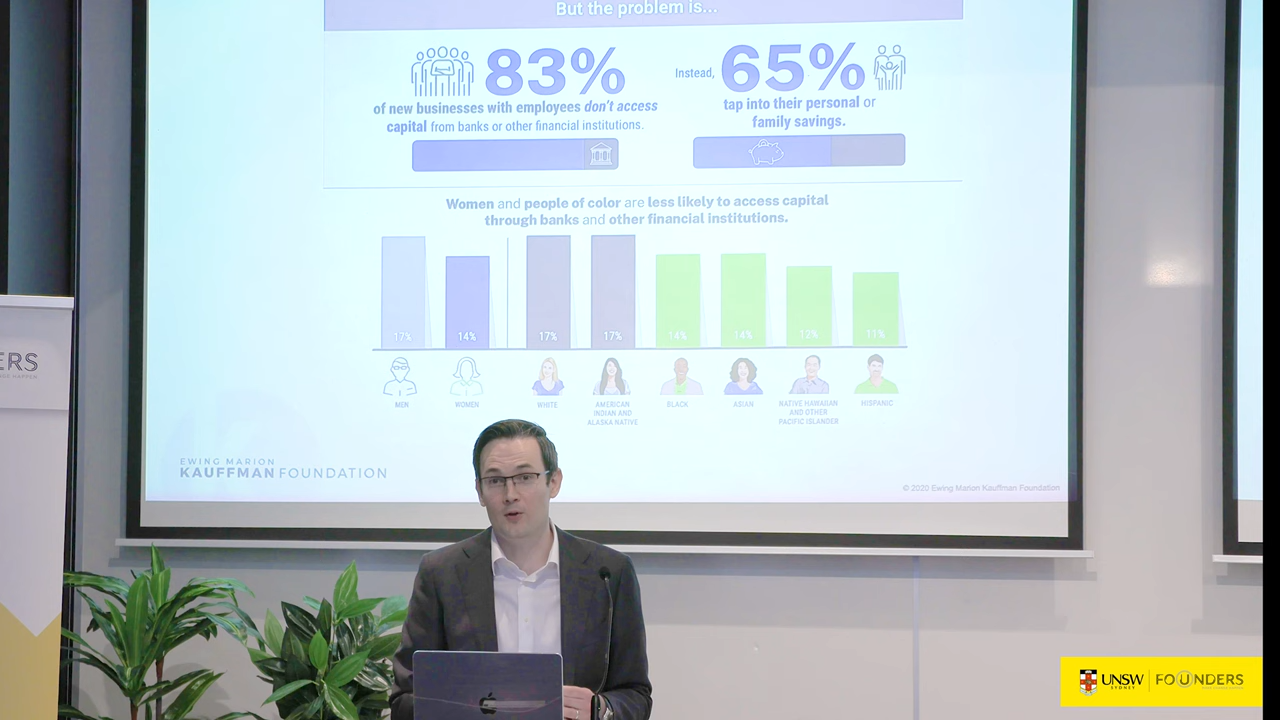 But the problem is...
83%
of new businesses with employees don't access
capital from banks or other financial institutions.
Instead, 65%
tap into their personal or
family savings.
Women and people of color are less likely to access capital
through banks and other financial institutions.
17%
14%
17%
17%
14%
14%
12%
11%
MEN
WOMEN
WHITE
AMERICAN
INDIAN AND
ALASKA NATIVE
BLACK
ASIAN
NATIVE HAWAIIAN
AND OTHER
PACIFIC ISLANDER
HISPANIC
EWING MARION
KAUFFMAN FOUNDATION
© 2020 Ewing Marion Kauffman Foundation
ERS
UNSW
SYDNEY
FOUNDERS